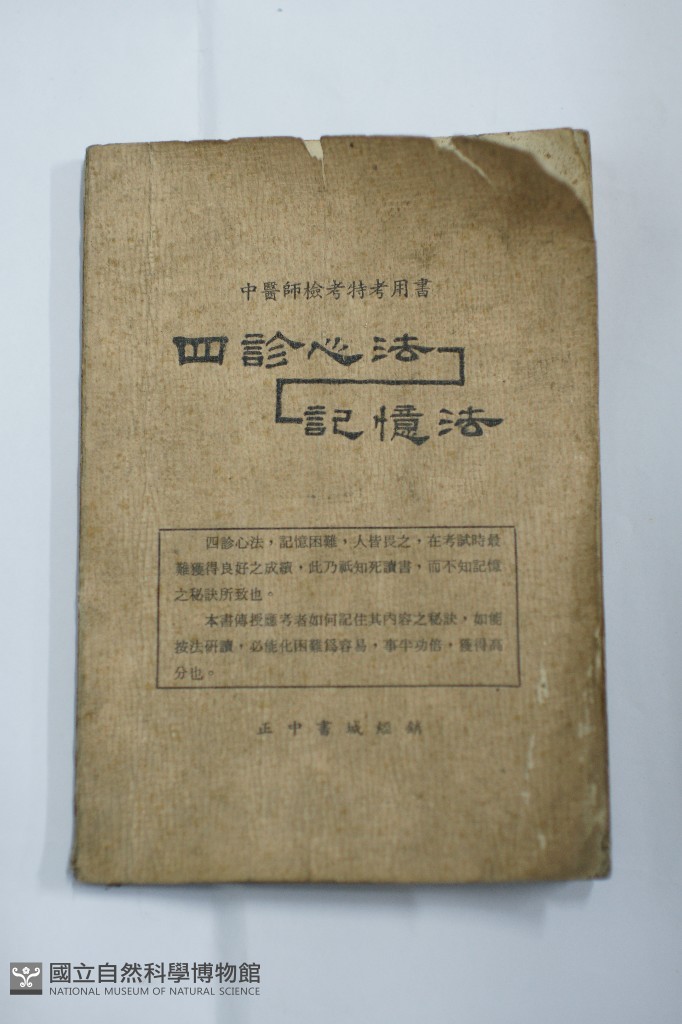 中醫師檢考特考用書
四診心法
記憶法
四診心法，記憶困難，人皆畏之，在考試時最
難獲得良好之成績，此乃祇知死讀書，而不知記憶
之秘訣所致也。
本書傳授應考者如何記住其內容之秘訣，如能
按法研讀，必能化困難爲容易，事半功倍，獲得高
分也。
正中書城經銷
國立自然科學博物館
NATIONAL MUSEUM OF NATURAL SCIENCE